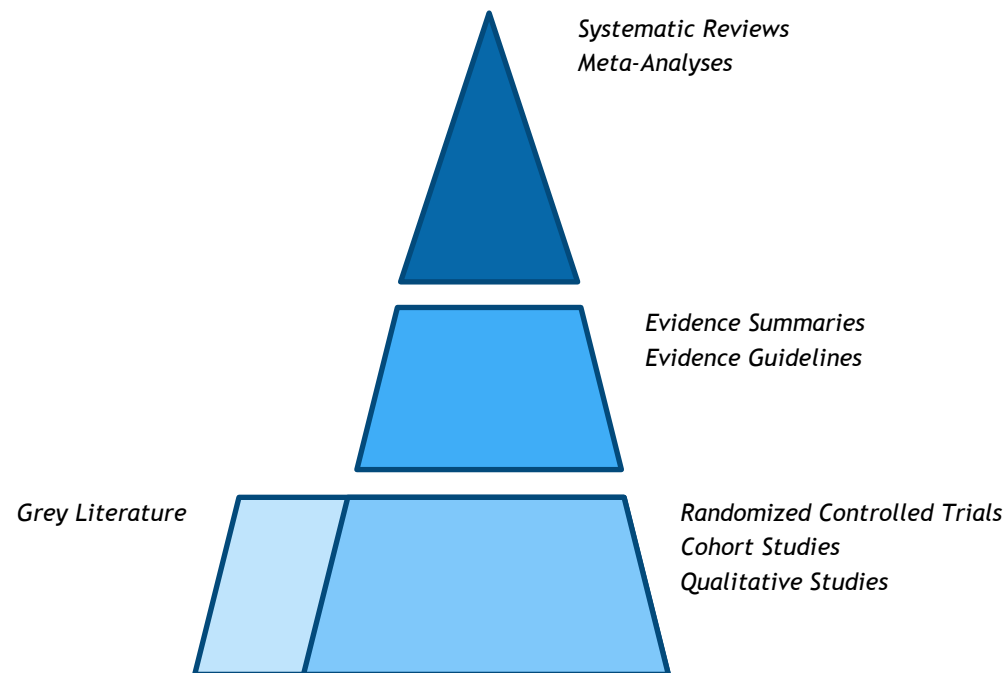 Systematic Reviews
Meta-Analyses
Evidence Summaries
Evidence Guidelines
Grey Literature
Randomized Controlled Trials
Cohort Studies
Qualitative Studies